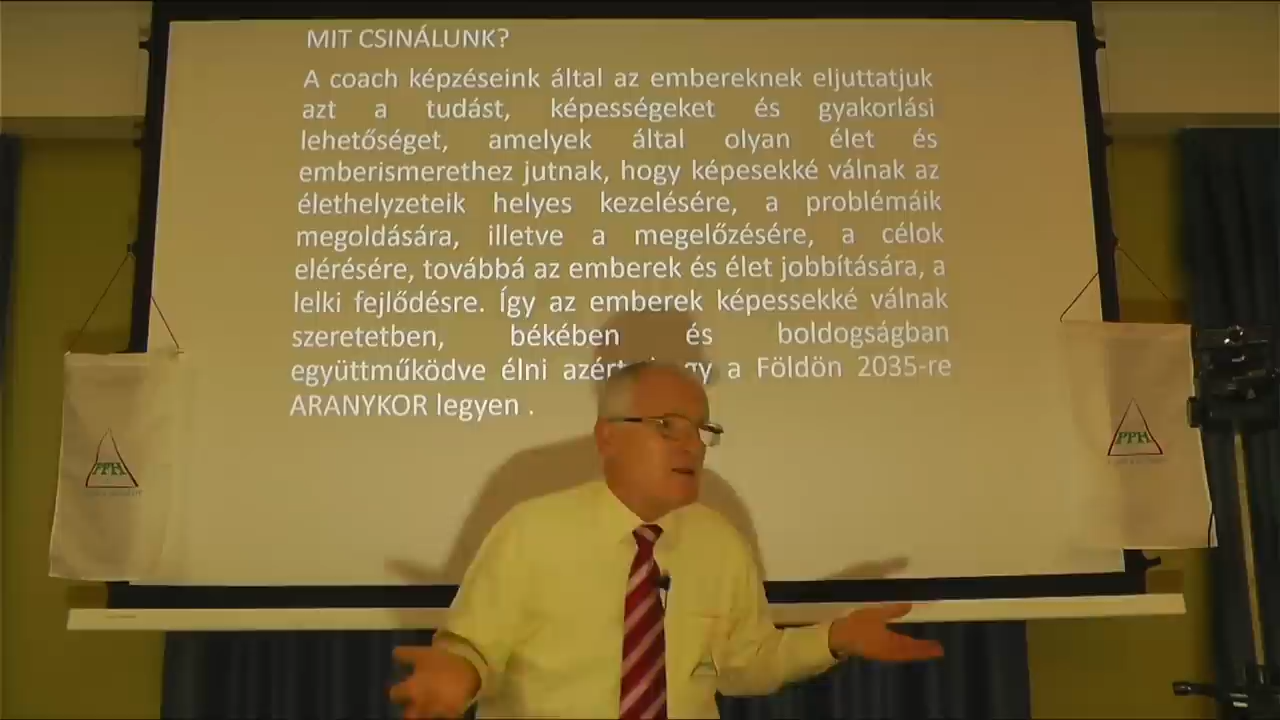 MIT CSINÁLUNK?
A coach képzéseink által az embereknek eljuttatjuk
azt a tudást, képességeket és gyakorlási
lehetőséget, amelyek által olyan élet és
emberismerethez jutnak, hogy képesekké válnak az
élethelyzeteik helyes kezelésére, a problémáik
megoldására, illetve a megelőzésére, a célok
elérésére, továbbá az emberek és élet jobbítására, a
lelki fejlődésre. Így az emberek képessekké válnak
szeretetben, békében és boldogságban
együttműködve élni a Földön 2035-re
ARANYKOR legyen .
PPH
PPH